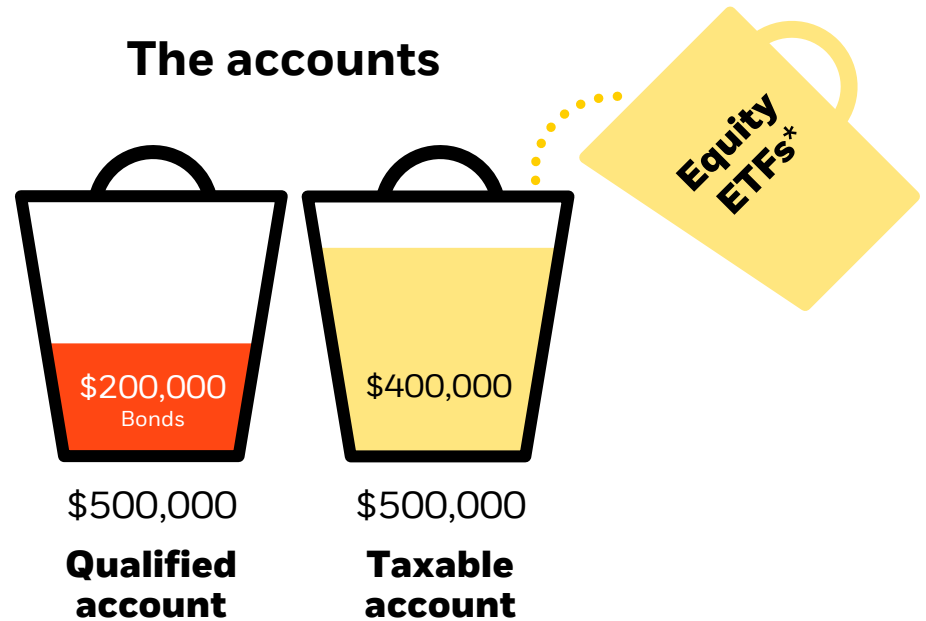 The accounts
Equity
ETFs*
$200,000
Bonds
$400,000
$500,000
$500,000
Qualified
account
Taxable
account